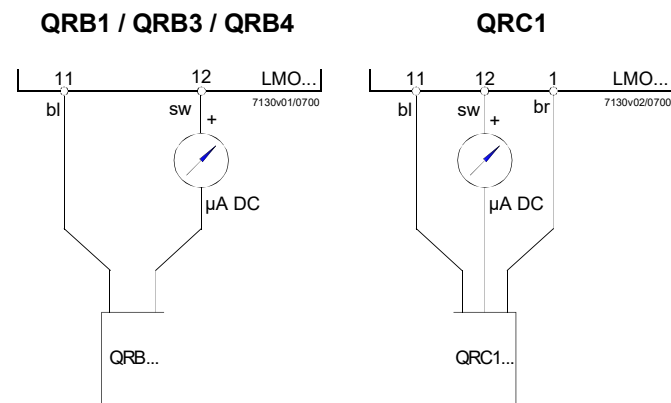 QRB1 / QRB3 / QRB4
11 12 LMO...
7130v01/0700
bl sw +
µA DC
QRB...
QRC1
11 12 1 LMO...
7130v02/0700
bl sw + br
µA DC
QRC1...